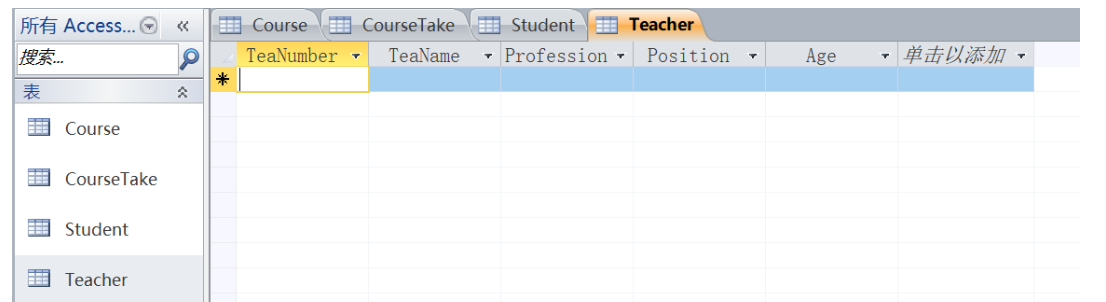 所有 Access... «
Course CourseTake Student Teacher
搜索...
TeaNumber TeaName Profession Position Age 单击以添加
表
*
Course
CourseTake
Student
Teacher